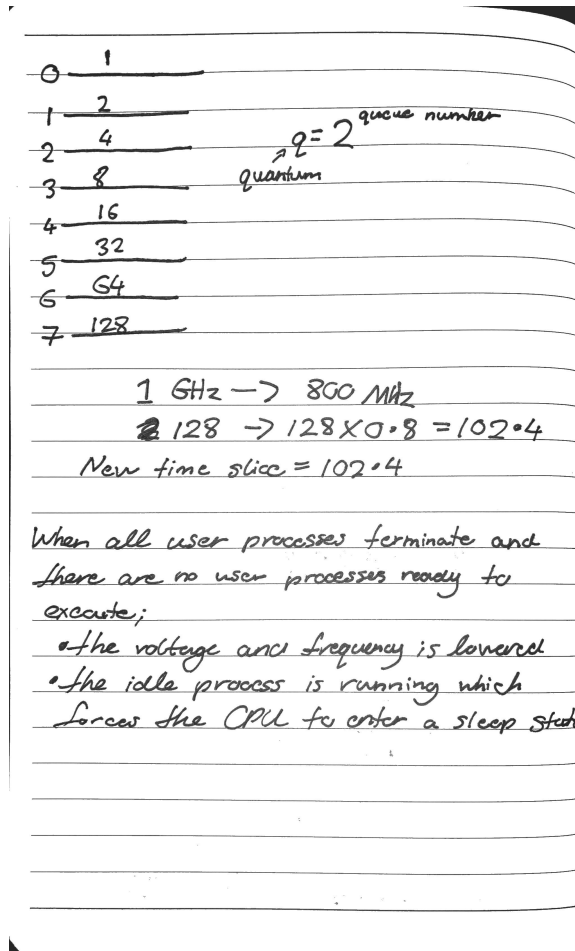 0 1
1 2
2 4
q = 2 queue number
quantum
3 8
4 16
5 32
6 64
7 128
1 GHz -> 800 MHz
128 -> 128 X 0.8 = 102.4
New time slice = 102.4
When all user processes terminate and
there are no user processes ready to
execute;
• the voltage and frequency is lowered
• the idle process is running which
forces the CPU to enter a sleep stat